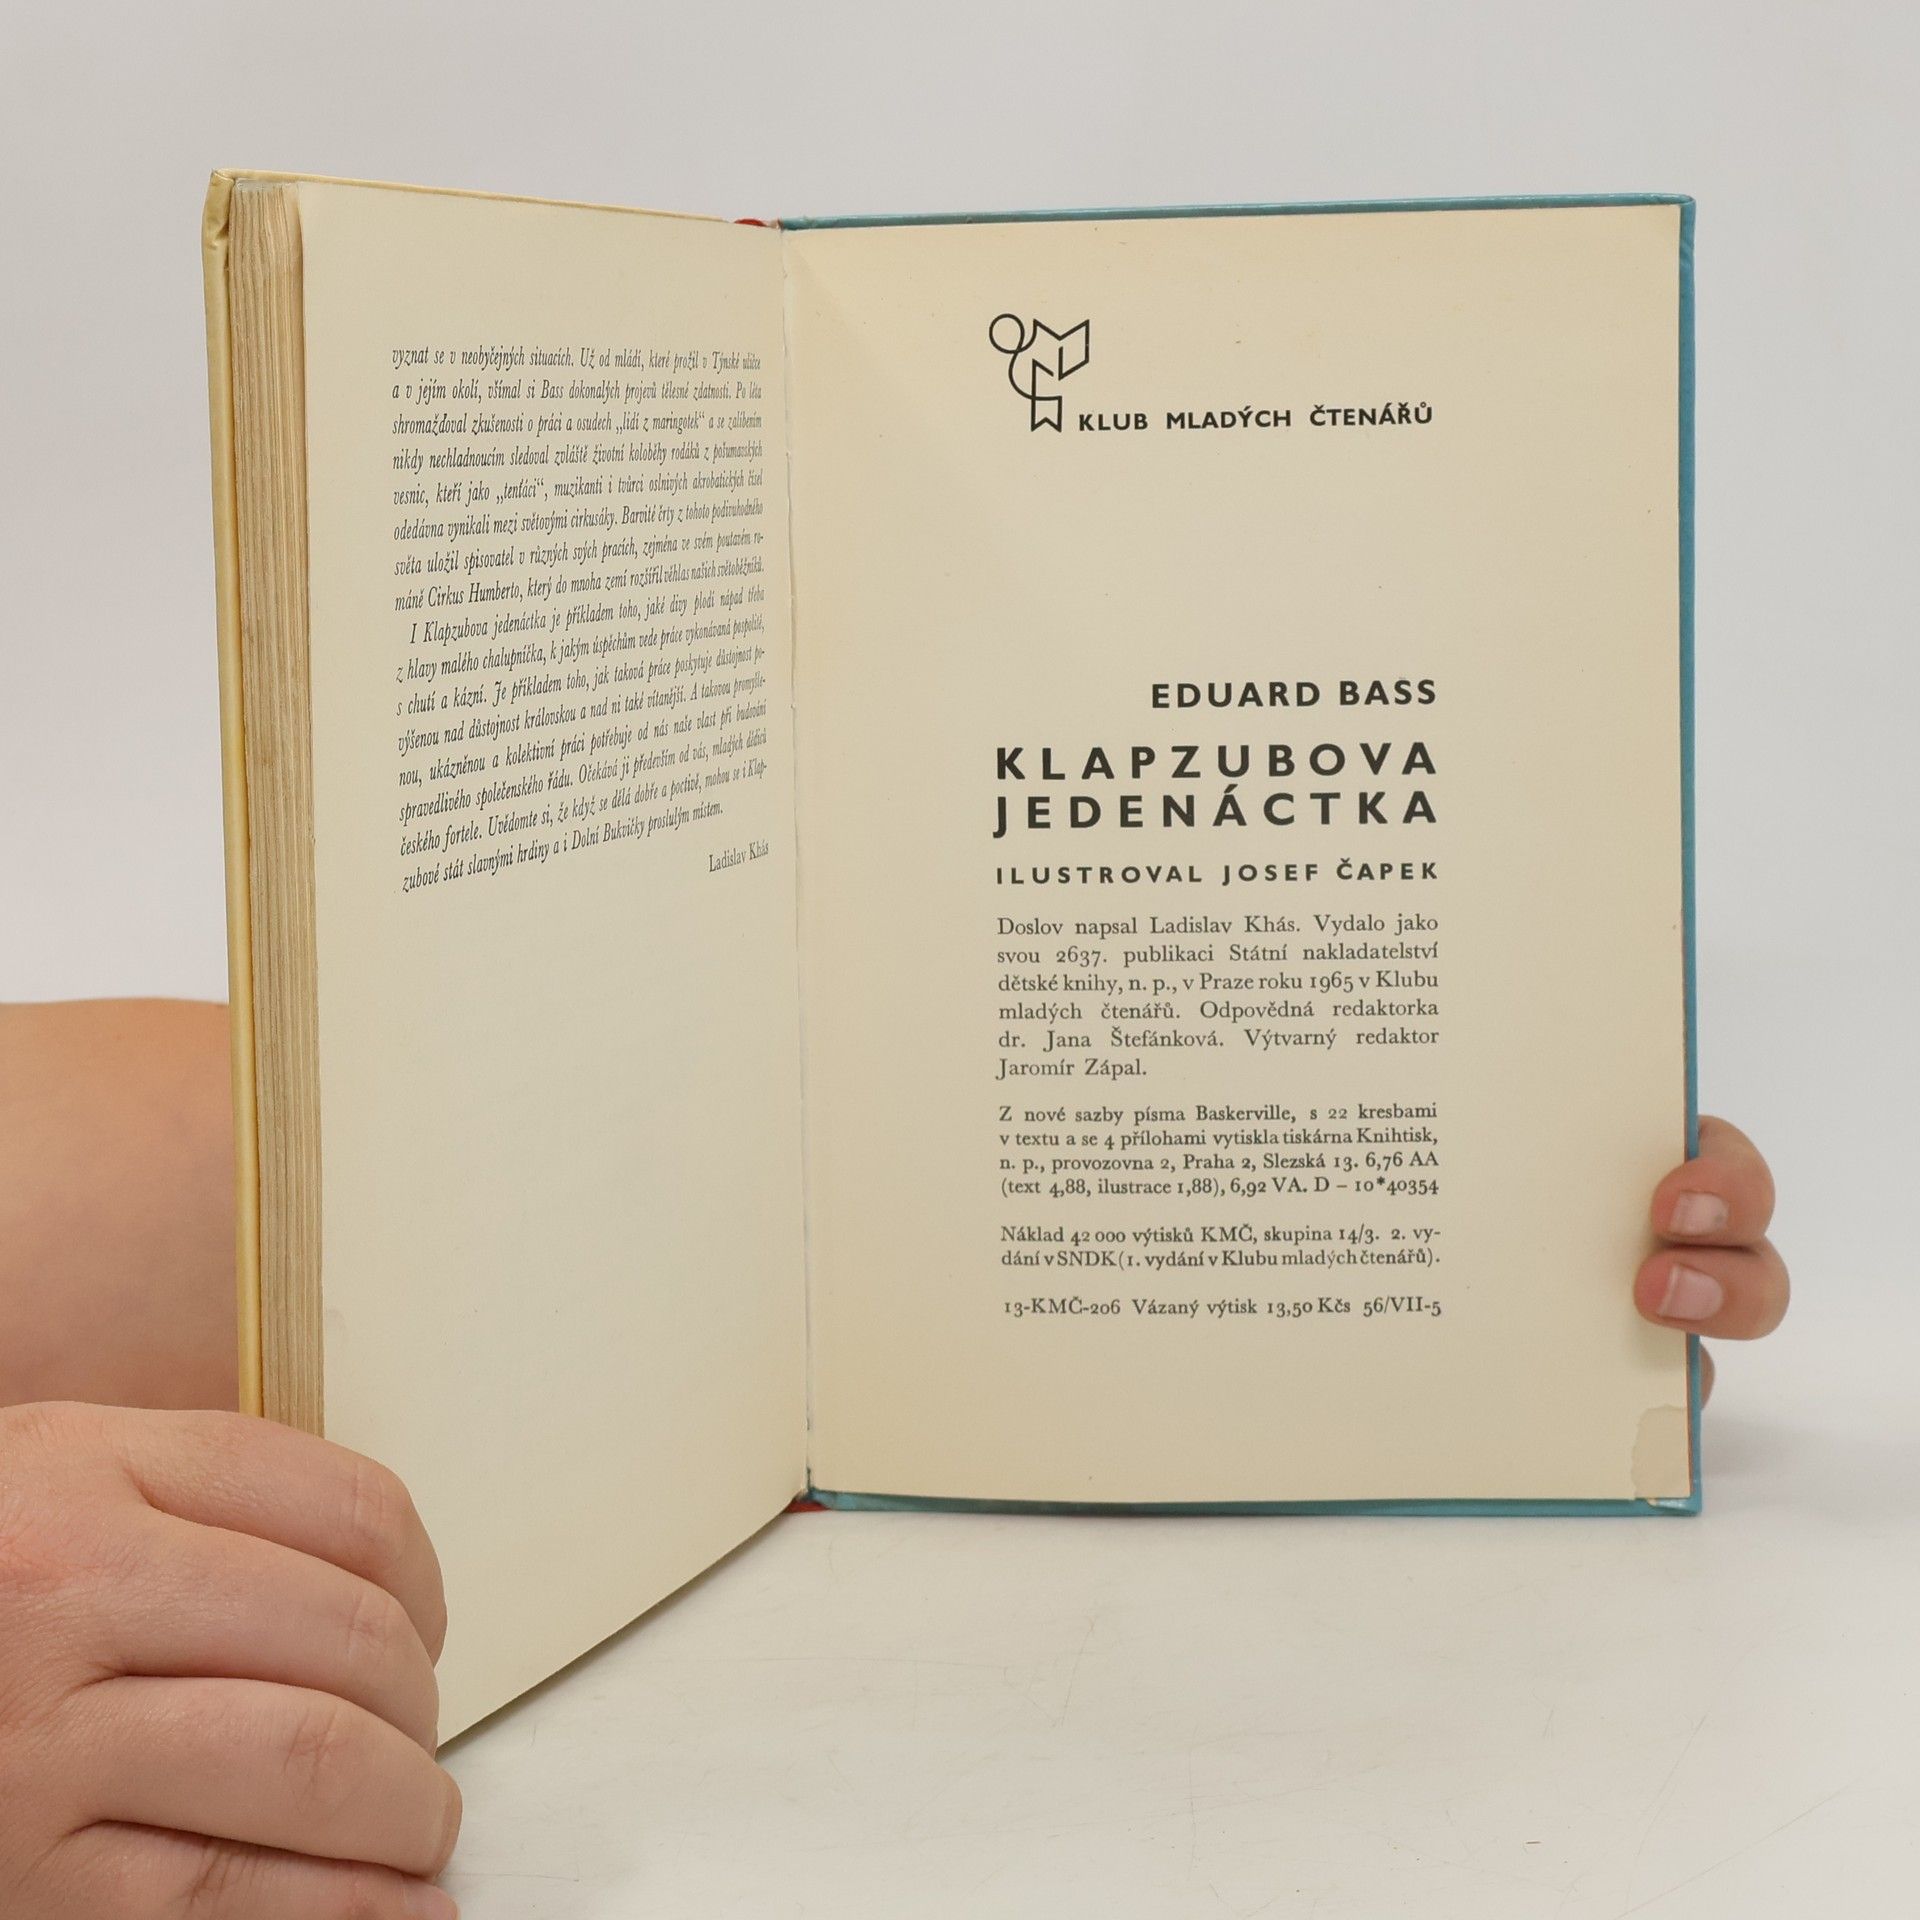 vyznat se v neobyčejných situacích. Už od mládí, které prožil v Týnské uličce
a v jejím okolí, všímal si Bass dokonalých projevů tělesné zdatnosti. Po léta
shromažďoval zkušenosti o práci a osudech „lidí z maringotek“ a se zalíbením
nikdy nechladnoucím sledoval zvláště životní koloběhy rodáků z pošumavských
vesnic, kteří jako „tenťáci“, muzikanti i tvůrci oslnivých akrobatických čísel
odedávna vynikali mezi světovými cirkusáky. Barvité črty z tohoto podivuhodného
světa uložil spisovatel v různých svých pracích, zejména ve svém poutavém ro-
máně Cirkus Humberto, který do mnoha zemí rozšířil věhlas našich světoběžníků.
I Klapzubova jedenáctka je příkladem toho, jaké divy plodí nápad třeba
z hlavy malého chalupníčka, k jakým úspěchům vede práce vykonávaná pospolitě,
s chutí a kázní. Je příkladem toho, jak taková práce poskytuje důstojnost po-
výšenou nad důstojnost královskou a nad ni také vítanější. A takovou promyšle-
nou, ukázněnou a kolektivní práci potřebuje od nás naše vlast při budování
spravedlivého společenského řádu. Očekává ji především od vás, mladých dědiců
českého fortele. Uvědomte si, že když se dělá dobře a poctivě, mohou se i Klap-
zubové stát slavnými hrdiny a i Dolní Bukvičky proslulým místem.
Ladislav Khás
KLUB MLADÝCH ČTENÁŘŮ
EDUARD BASS
KLAPZUBOVA
JEDENÁCTKA
ILUSTROVAL JOSEF ČAPEK
Doslov napsal Ladislav Khás. Vydalo jako
svou 2637. publikaci Státní nakladatelství
dětské knihy, n. p., v Praze roku 1965 v Klubu
mladých čtenářů. Odpovědná redaktorka
dr. Jana Štefánková. Výtvarný redaktor
Jaromír Zápal.
Z nové sazby písma Baskerville, s 22 kresbami
v textu a se 4 přílohami vytiskla tiskárna Knihtisk,
n. p., provozovna 2, Praha 2, Slezská 13. 6,76 AA
(text 4,88, ilustrace 1,88), 6,92 VA. D – 10*40354
Náklad 42 000 výtisků KMČ, skupina 14/3. 2. vy-
dání v SNDK (1. vydání v Klubu mladých čtenářů).
13-KMČ-206 Vázaný výtisk 13,50 Kčs 56/VII-5